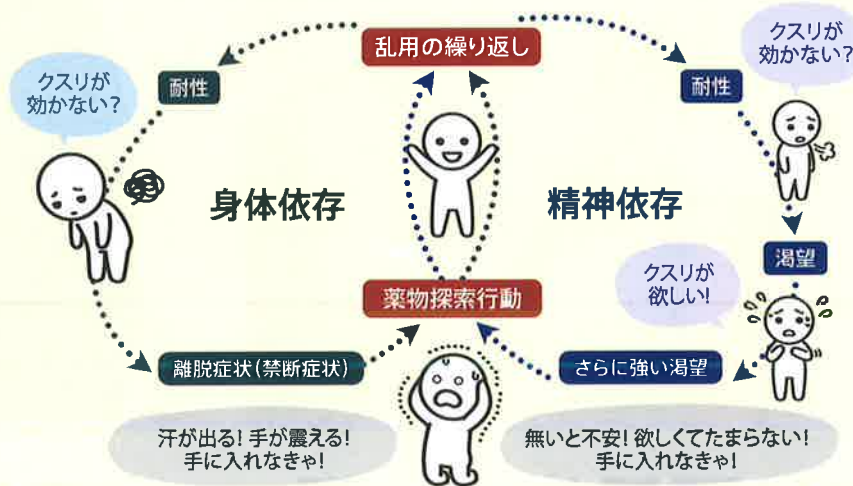 乱用の繰り返し
クスリが
効かない?
耐性
耐性
クスリが
効かない?
身体依存
精神依存
渇望
クスリが
欲しい!
薬物探索行動
離脱症状(禁断症状)
さらに強い渇望
汗が出る! 手が震える!
手に入れなきゃ!
無いと不安! 欲しくてたまらない!
手に入れなきゃ!